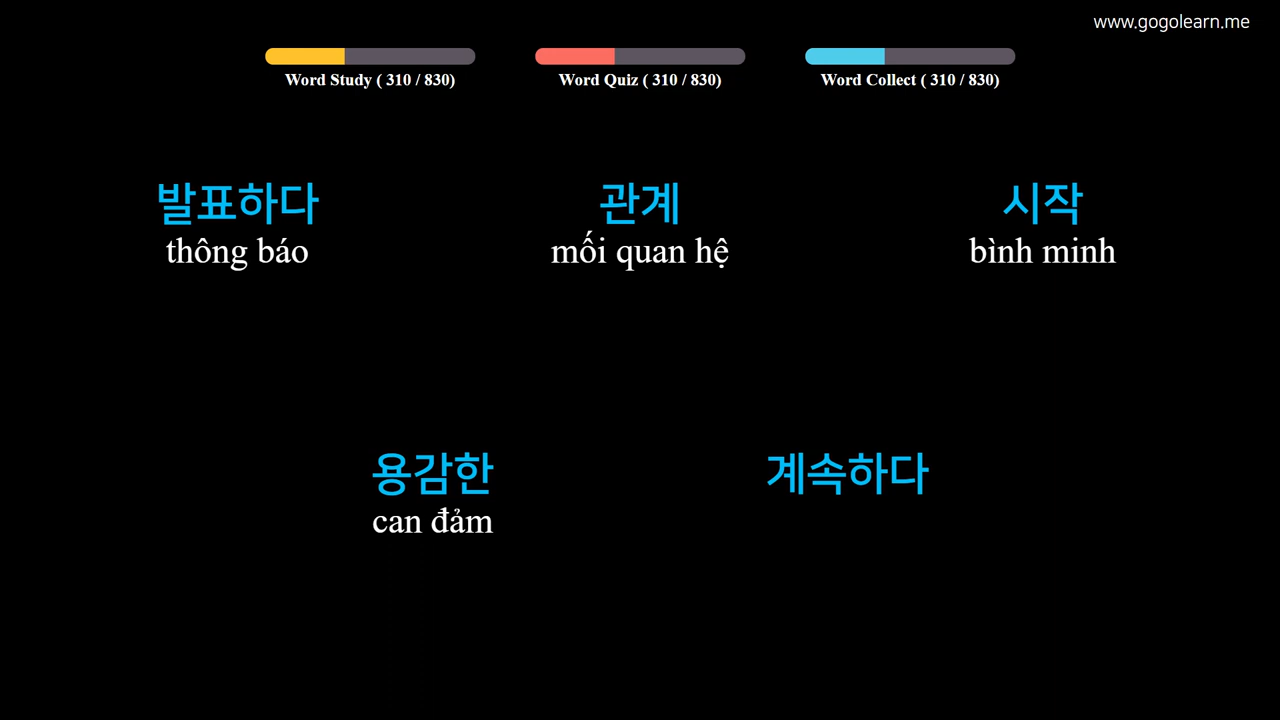 www.gogolearn.me
Word Study ( 310 / 830)
Word Quiz ( 310 / 830)
Word Collect ( 310 / 830)
발표하다
thông báo
관계
mối quan hệ
시작
bình minh
용감한
can đảm
계속하다